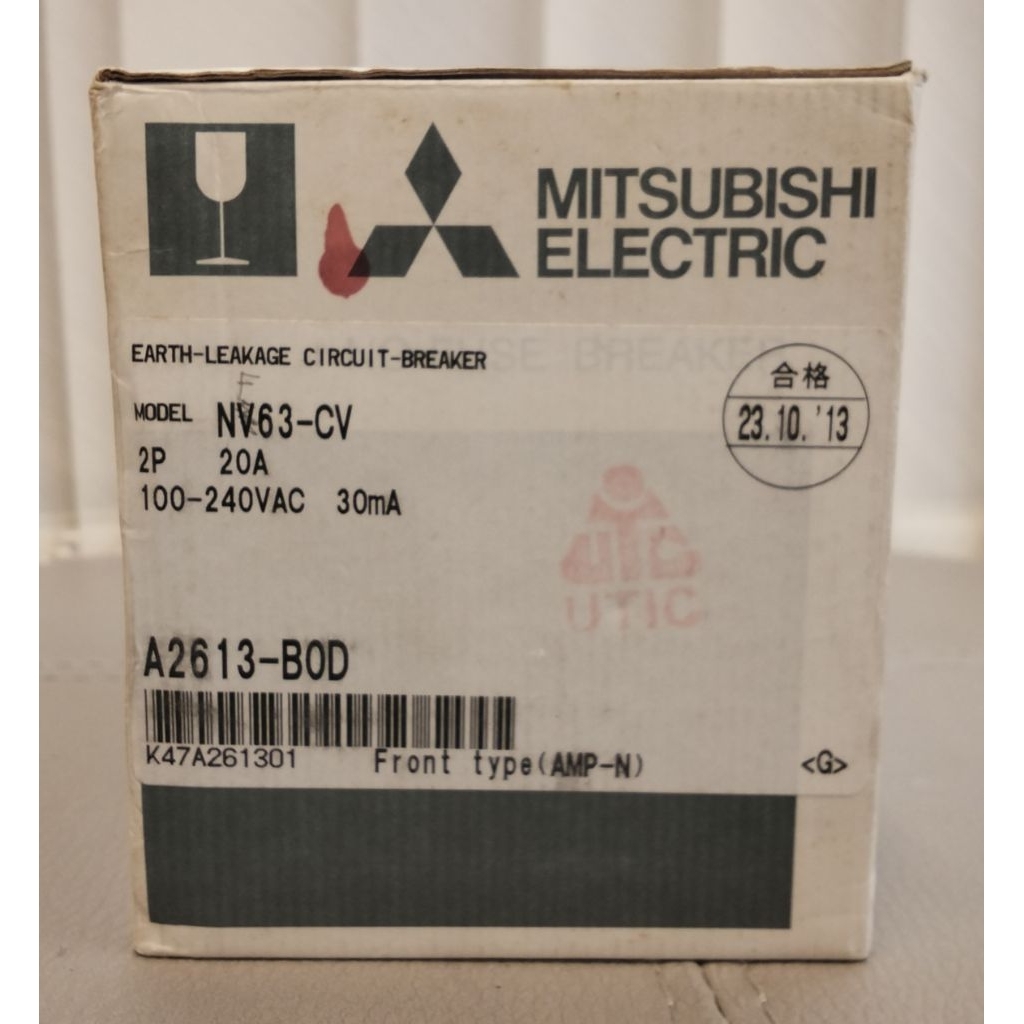 MITSUBISHI
ELECTRIC
EARTH-LEAKAGE CIRCUIT-BREAKER
MODEL NV63-CV
2P 20A
100-240VAC 30mA
合格
23.10.'13
UTIC
A2613-B0D
K47A261301 Front type(AMP-N) <G>